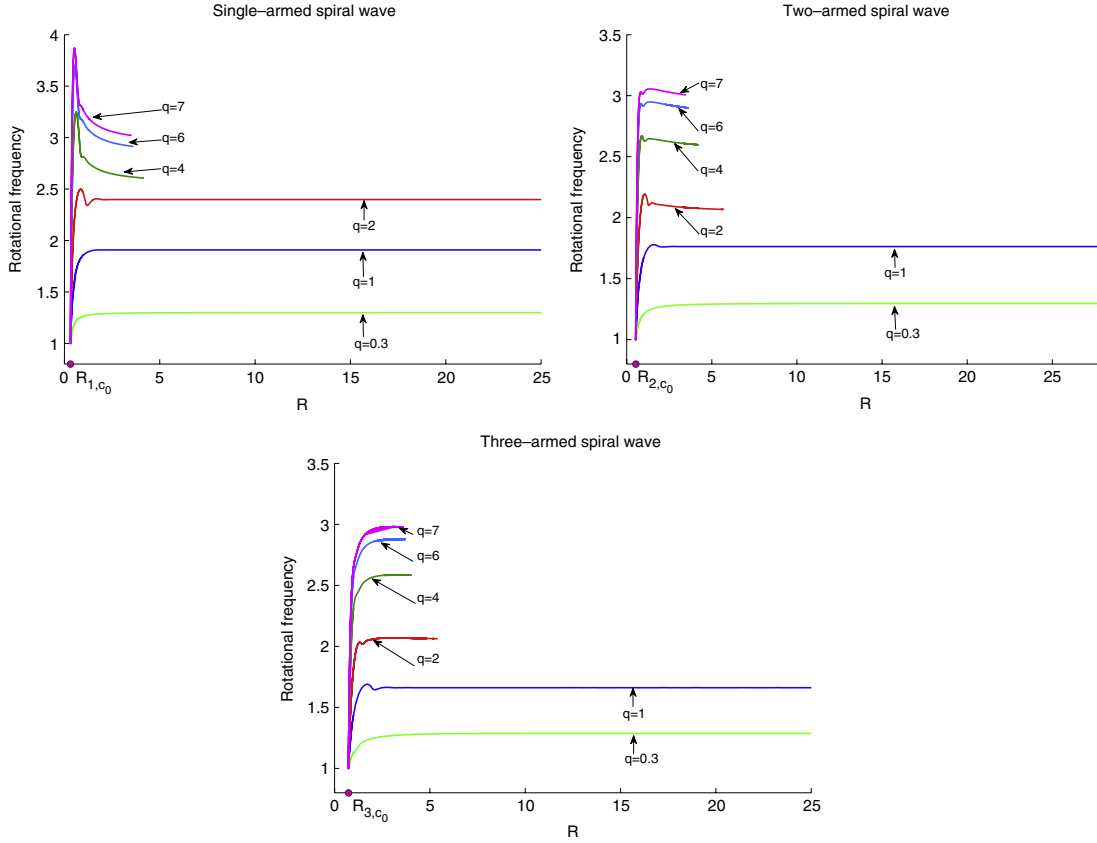 Single–armed spiral wave
Rotational frequency
4
3.5
3
2.5
2
1.5
1
q=7
q=6
q=4
q=2
q=1
q=0.3
0
R1,c0
5
10
15
20
25
R
Two–armed spiral wave
Rotational frequency
3.5
3
2.5
2
1.5
1
q=7
q=6
q=4
q=2
q=1
q=0.3
0
R2,c0
5
10
15
20
25
R
Three–armed spiral wave
Rotational frequency
3.5
3
2.5
2
1.5
1
q=7
q=6
q=4
q=2
q=1
q=0.3
0
R3,c0
5
10
15
20
25
R